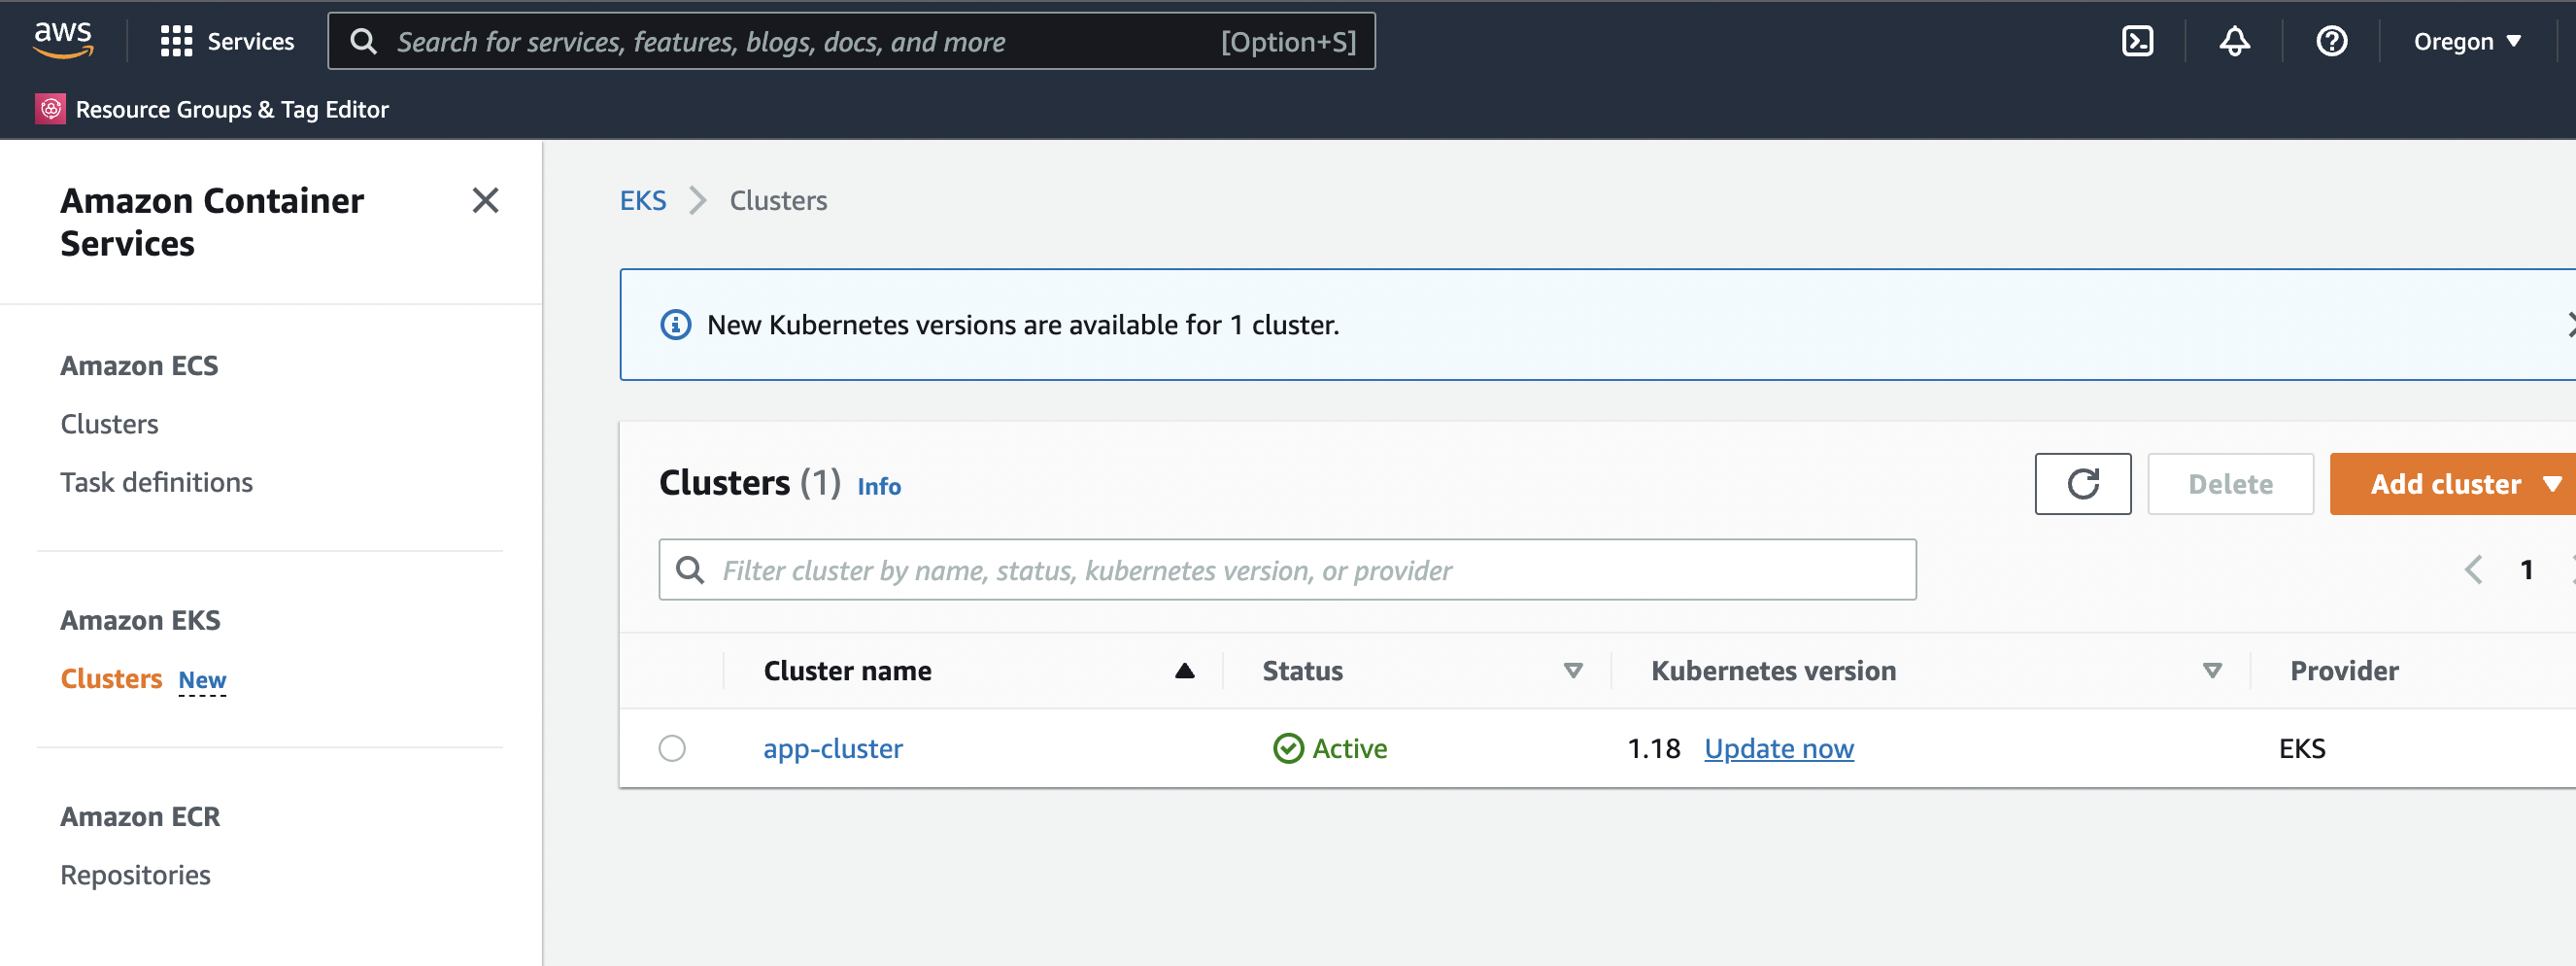 aws
Services
Search for services, features, blogs, docs, and more
[Option+S]
Oregon
Resource Groups & Tag Editor
Amazon Container
Services
EKS
Clusters
New Kubernetes versions are available for 1 cluster.
Amazon ECS
Clusters
Task definitions
Amazon EKS
Clusters New
Amazon ECR
Repositories
Clusters (1) Info
Delete
Add cluster
Filter cluster by name, status, kubernetes version, or provider
1
Cluster name
Status
Kubernetes version
Provider
app-cluster
Active
1.18 Update now
EKS